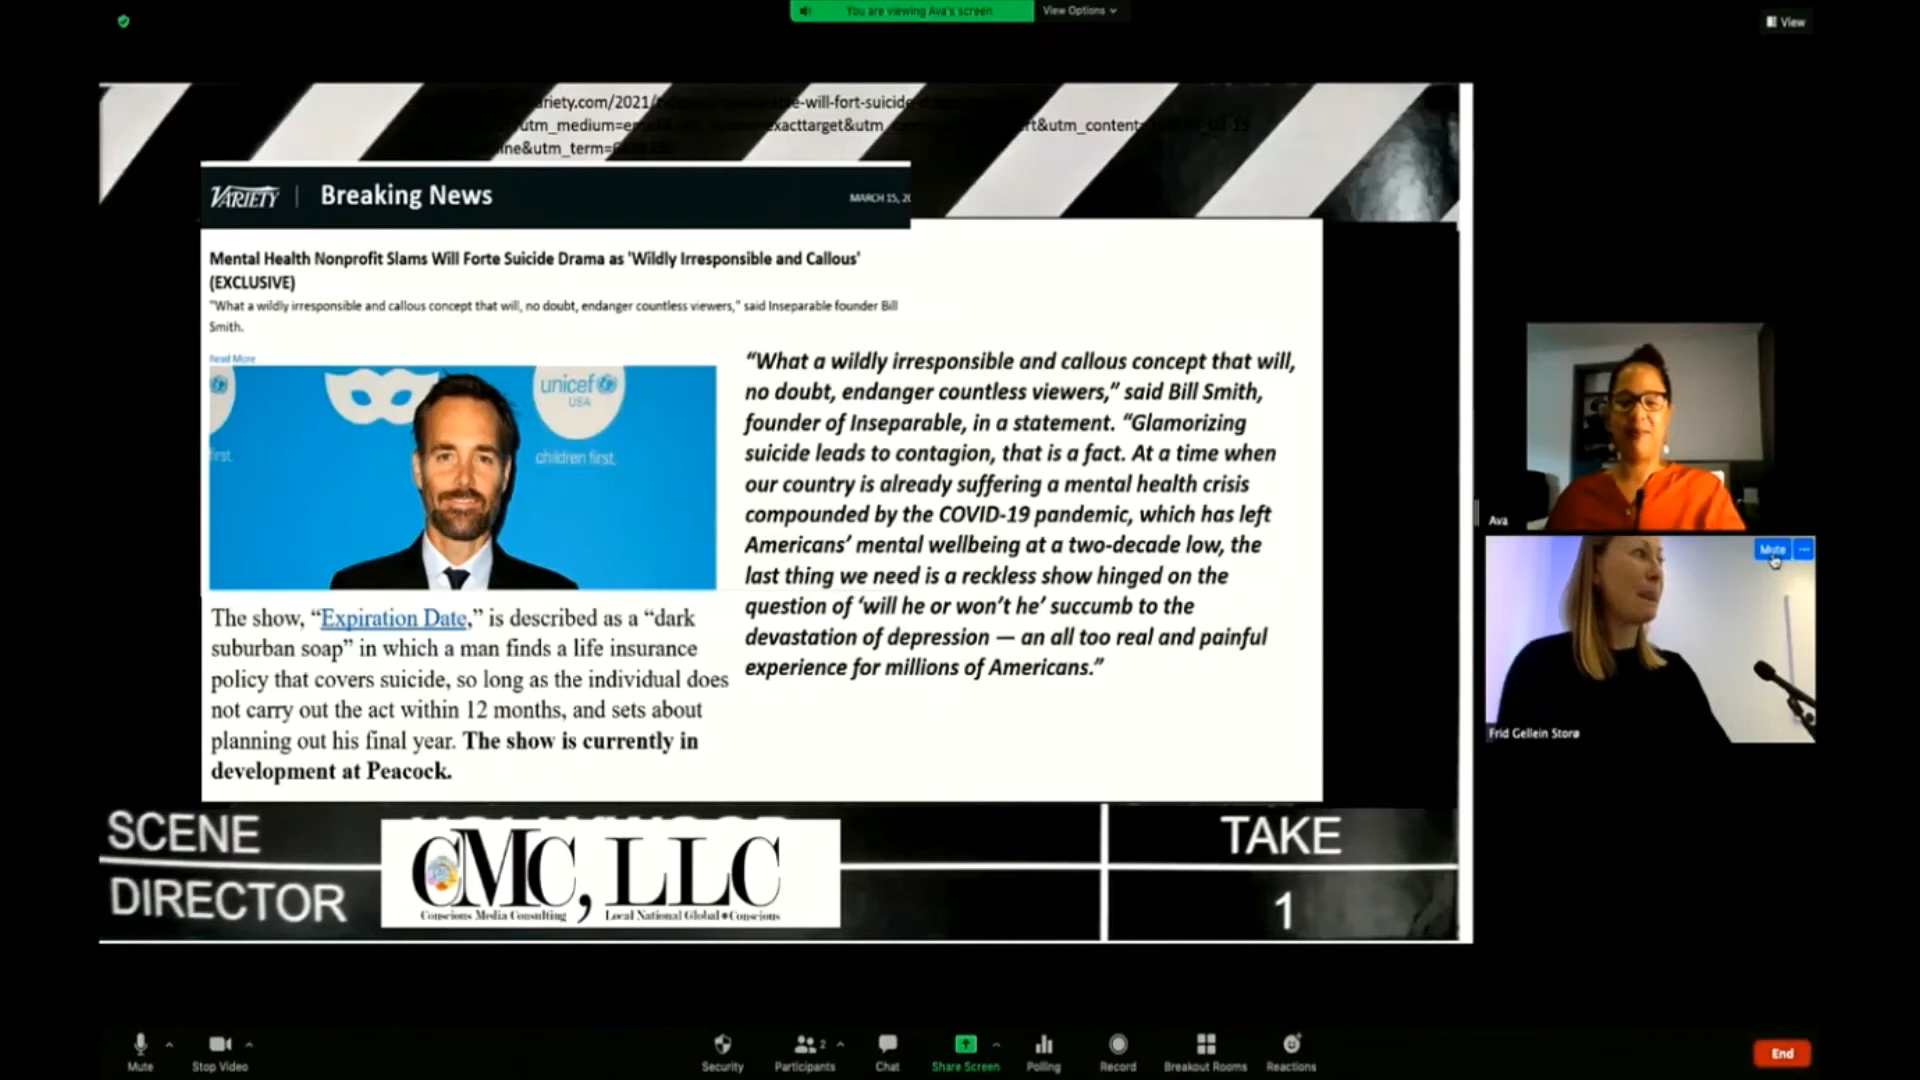 You are viewing Ava's screen
View Options
View
ariety.com/2021/ e-will-fort-suicide
utm_medium=em exacttarget&utm_ rt&utm_content=
ine&utm_term=
VARIETY | Breaking News
MARCH 15, 20
Mental Health Nonprofit Slams Will Forte Suicide Drama as 'Wildly Irresponsible and Callous'
(EXCLUSIVE)
"What a wildly irresponsible and callous concept that will, no doubt, endanger countless viewers," said Inseparable founder Bill
Smith.
Read More
unicef
USA
first.
children first.
The show, “Expiration Date,” is described as a “dark
suburban soap” in which a man finds a life insurance
policy that covers suicide, so long as the individual does
not carry out the act within 12 months, and sets about
planning out his final year. The show is currently in
development at Peacock.
“What a wildly irresponsible and callous concept that will,
no doubt, endanger countless viewers,” said Bill Smith,
founder of Inseparable, in a statement. “Glamorizing
suicide leads to contagion, that is a fact. At a time when
our country is already suffering a mental health crisis
compounded by the COVID-19 pandemic, which has left
Americans’ mental wellbeing at a two-decade low, the
last thing we need is a reckless show hinged on the
question of ‘will he or won’t he’ succumb to the
devastation of depression — an all too real and painful
experience for millions of Americans.”
Ava
Mute
Frid Gellein Storø
SCENE
DIRECTOR
CMC, LLC
Conscious Media Consulting
Local National Global Conscious
TAKE
1
Mute
Stop Video
Security
Participants
2
Chat
Share Screen
Polling
Record
Breakout Rooms
Reactions
End